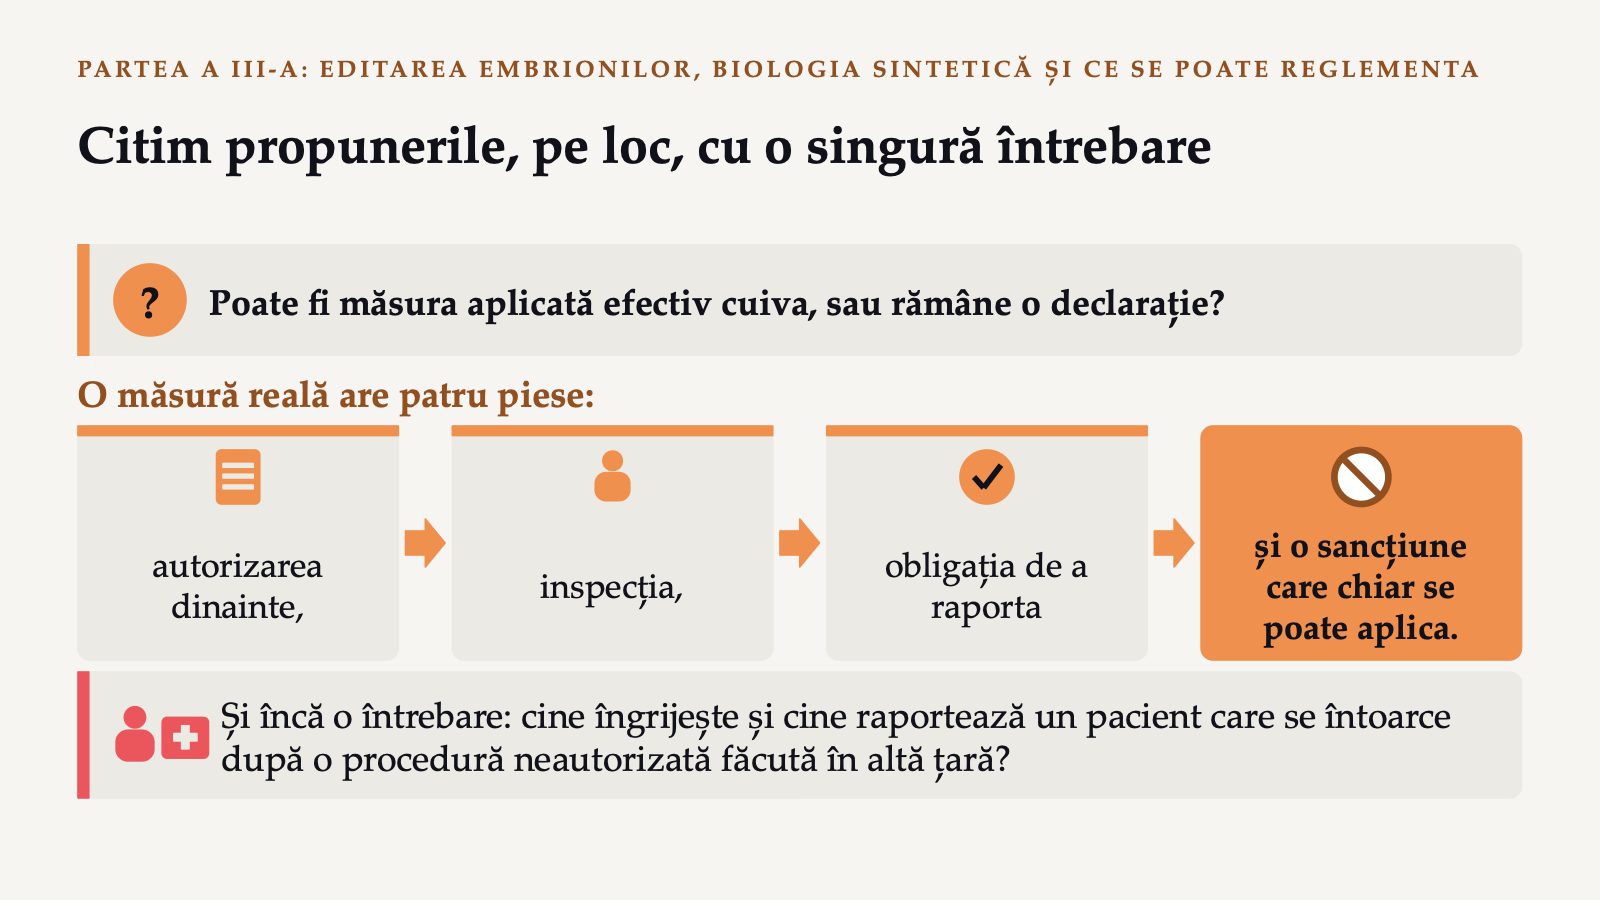 PARTEA A III-A: EDITAREA EMBRIONILOR, BIOLOGIA SINTETICĂ ȘI CE SE POATE REGLEMENTA
Citim propunerile, pe loc, cu o singură întrebare
?
Poate fi măsura aplicată efectiv cuiva, sau rămâne o declarație?
O măsură reală are patru piese:
autorizarea
dinainte,
inspecția,
obligația de a
raporta
și o sancțiune
care chiar se
poate aplica.
Și încă o întrebare: cine îngrijește și cine raportează un pacient care se întoarce
după o procedură neautorizată făcută în altă țară?